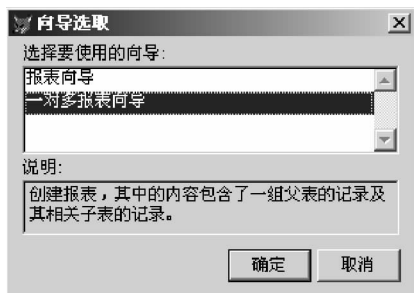 向导选取
选择要使用的向导:
报表向导
一对多报表向导
说明:
创建报表，其中的内容包含了一组父表的记录及
其相关子表的记录。
确定
取消